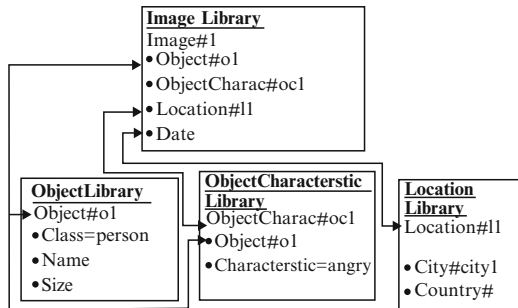 Image Library
Image#1
• Object#o1
• ObjectCharac#oc1
• Location#l1
• Date
ObjectLibrary
Object#o1
• Class=person
• Name
• Size
ObjectCharacterstic
Library
ObjectCharac#oc1
• Object#o1
• Characterstic=angry
Location
Library
Location#l1
• City#city1
• Country#